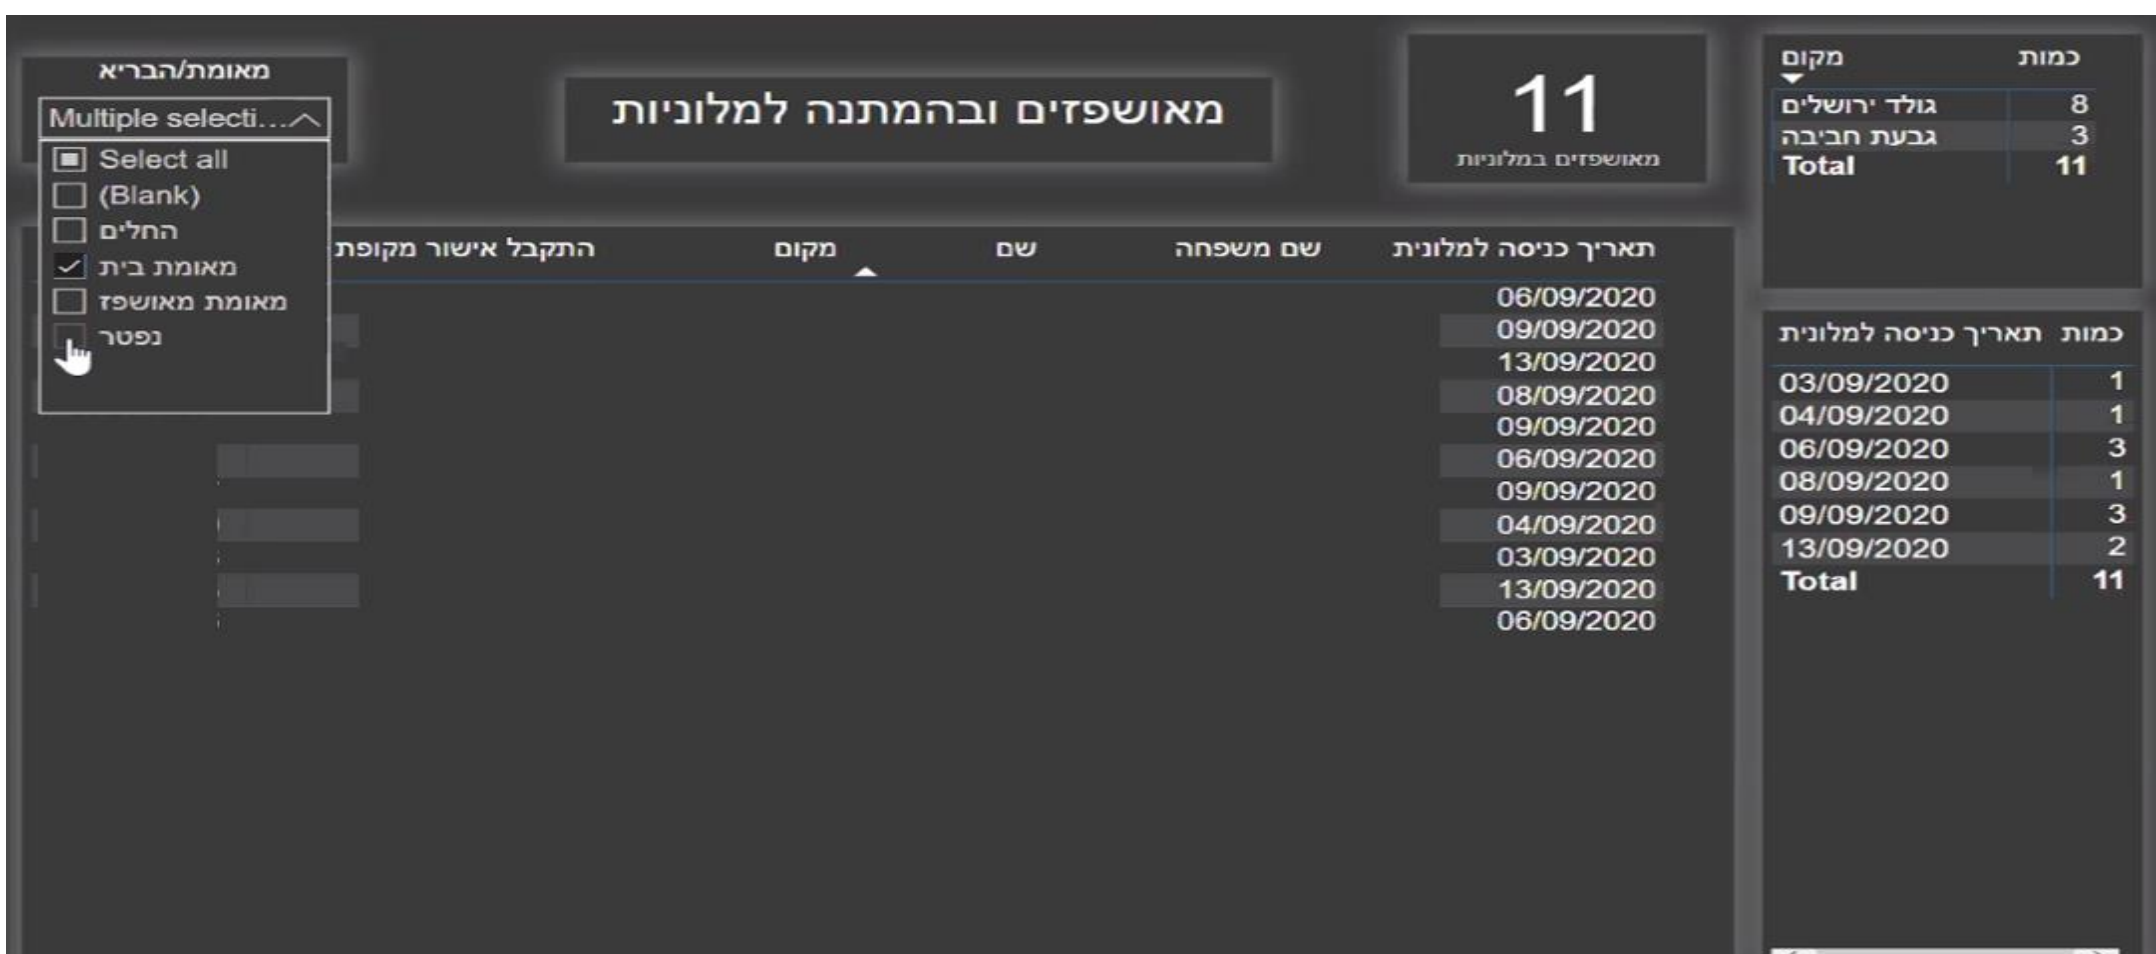 מאומת/הבריא
Multiple selecti...
Select all
(Blank)
החלים
מאומת בית
מאומת מאושפז
נפטר
מאושפזים ובהמתנה למלוניות
11
מאושפזים במלוניות
מקום כמות
גולד ירושלים 8
גבעת חביבה 3
Total 11
תאריך כניסה למלונית שם משפחה שם מקום התקבל אישור מקופת
06/09/2020
09/09/2020
13/09/2020
08/09/2020
09/09/2020
06/09/2020
09/09/2020
04/09/2020
03/09/2020
13/09/2020
06/09/2020
תאריך כניסה למלונית כמות
03/09/2020 1
04/09/2020 1
06/09/2020 3
08/09/2020 1
09/09/2020 3
13/09/2020 2
Total 11